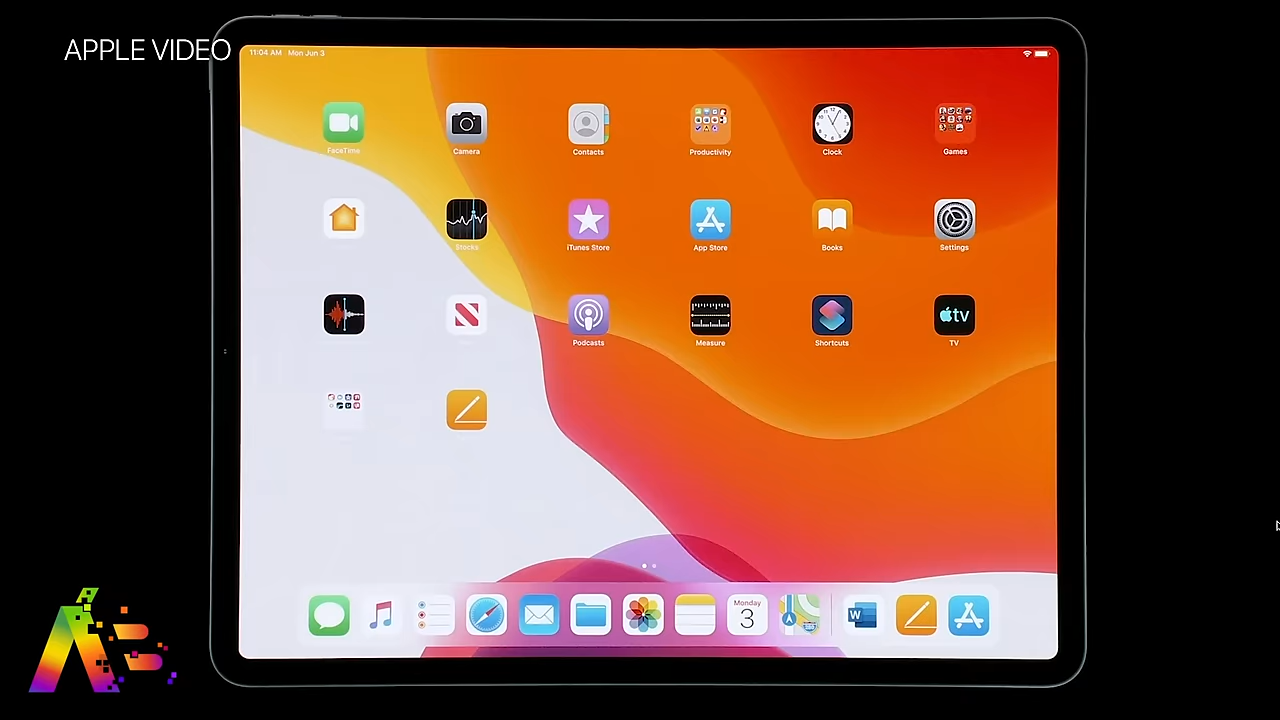 APPLE VIDEO
11:04 AM Mon Jun 3
FaceTime
Camera
Contacts
Productivity
Clock
Games
Stocks
iTunes Store
App Store
Books
Settings
tv
Podcasts
Measure
Shortcuts
TV
Monday
3
W